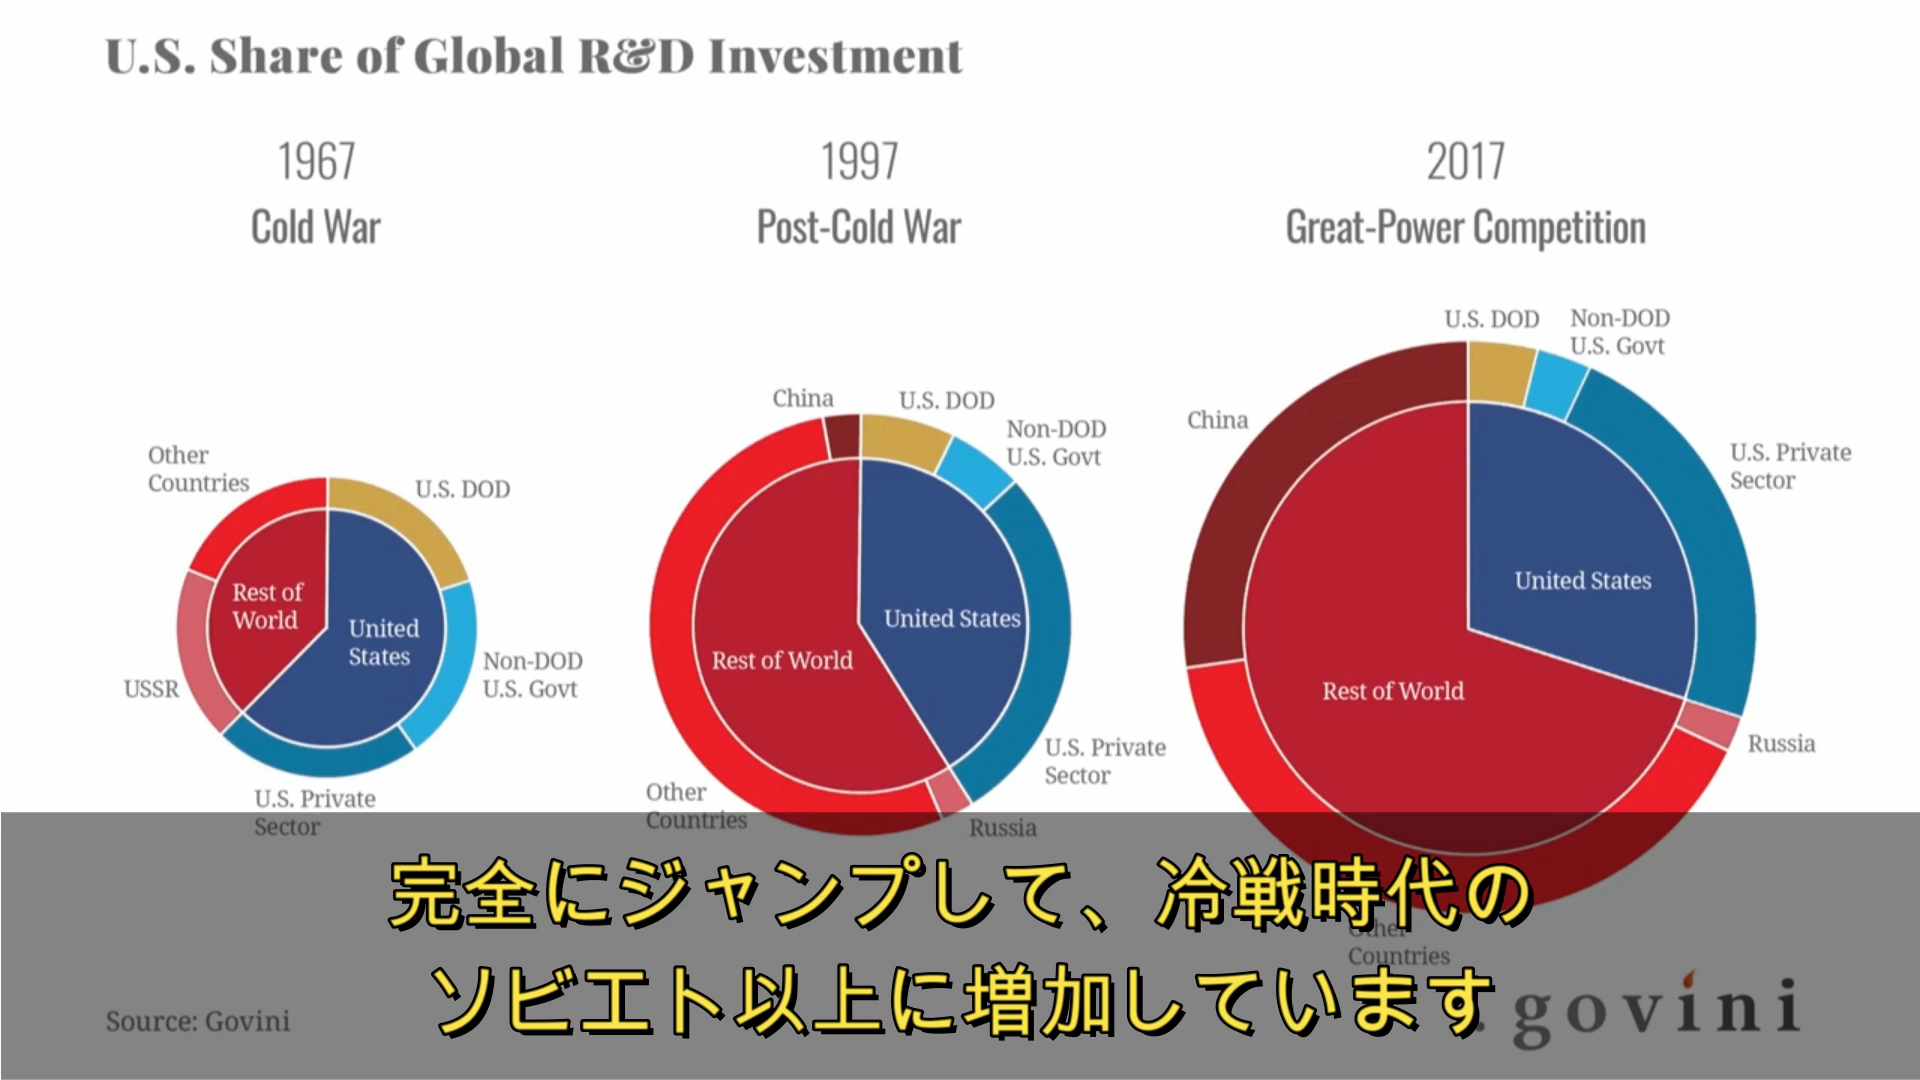 U.S. Share of Global R&D Investment
1967
Cold War
Other
Countries
U.S. DOD
Rest of
World
United
States
USSR
Non-DOD
U.S. Govt
U.S. Private
Sector
1997
Post-Cold War
China
U.S. DOD
Non-DOD
U.S. Govt
United States
Rest of World
U.S. Private
Sector
Other
Countries
Russia
2017
Great-Power Competition
U.S. DOD
Non-DOD
U.S. Govt
China
U.S. Private
Sector
United States
Rest of World
Russia
Other
Countries
完全にジャンプして、冷戦時代の
ソビエト以上に増加しています
Source: Govini
govini